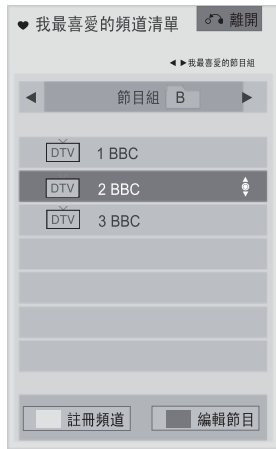 ♥ 我最喜愛的頻道清單 離開
◀ ▶我最喜愛的節目組
◀ 節目組 B ▶
DTV 1 BBC
DTV 2 BBC
DTV 3 BBC
註冊頻道 編輯節目